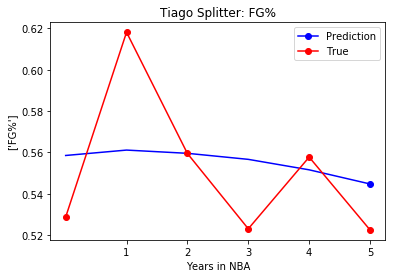 Tiago Splitter: FG%
Prediction
True
0.62
0.60
0.58
0.56
0.54
0.52
['FG%']
1 2 3 4 5
Years in NBA